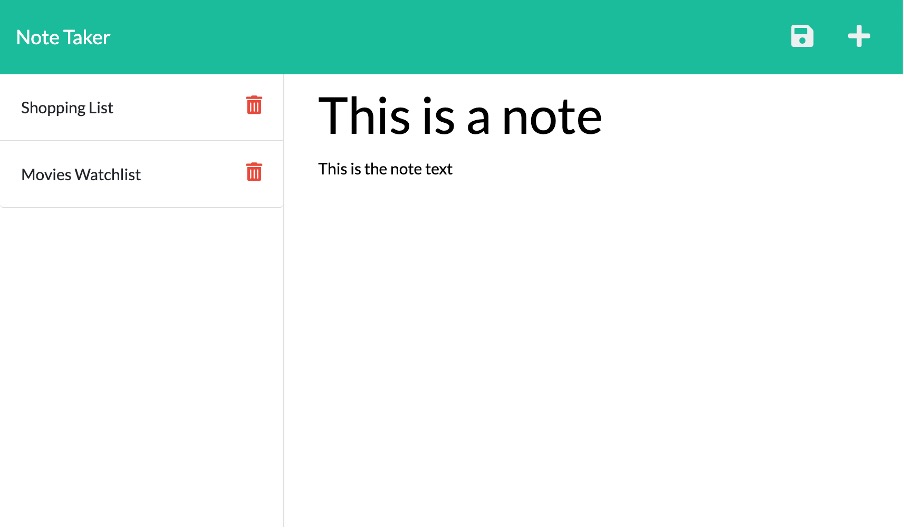 Note Taker
Shopping List
Movies Watchlist
This is a note
This is the note text